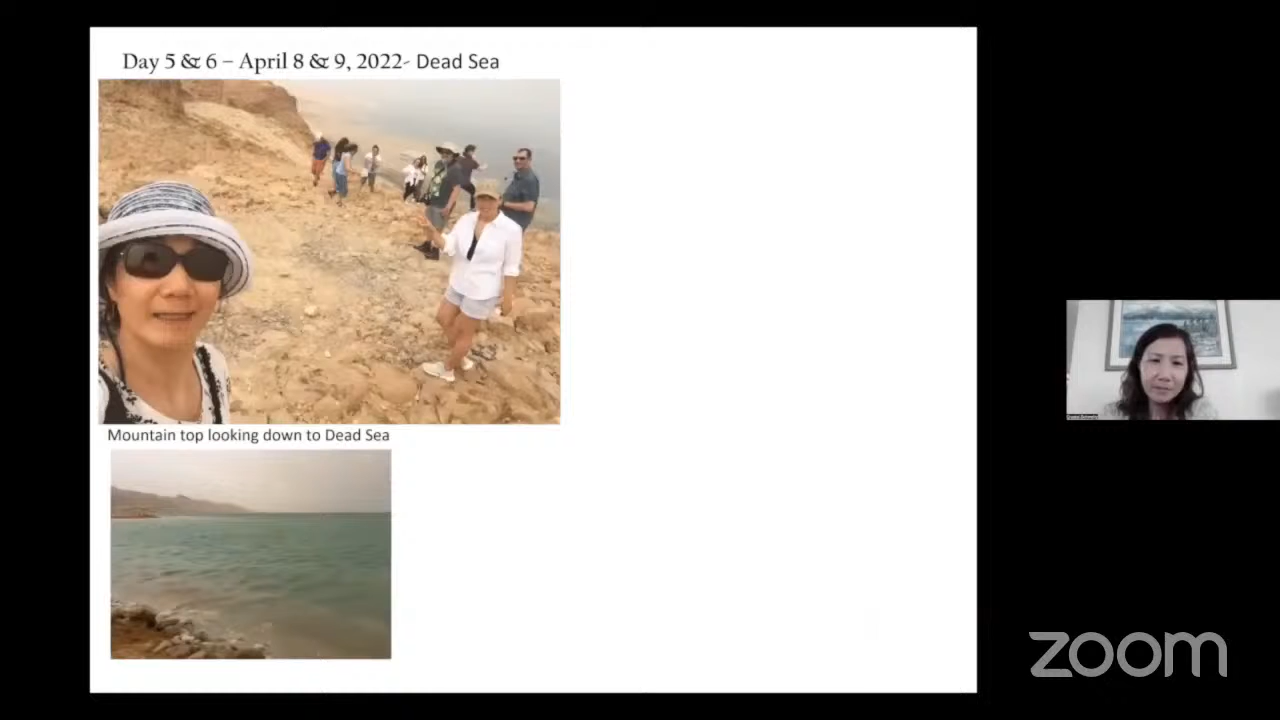 Day 5 & 6 – April 8 & 9, 2022- Dead Sea
Mountain top looking down to Dead Sea
zoom